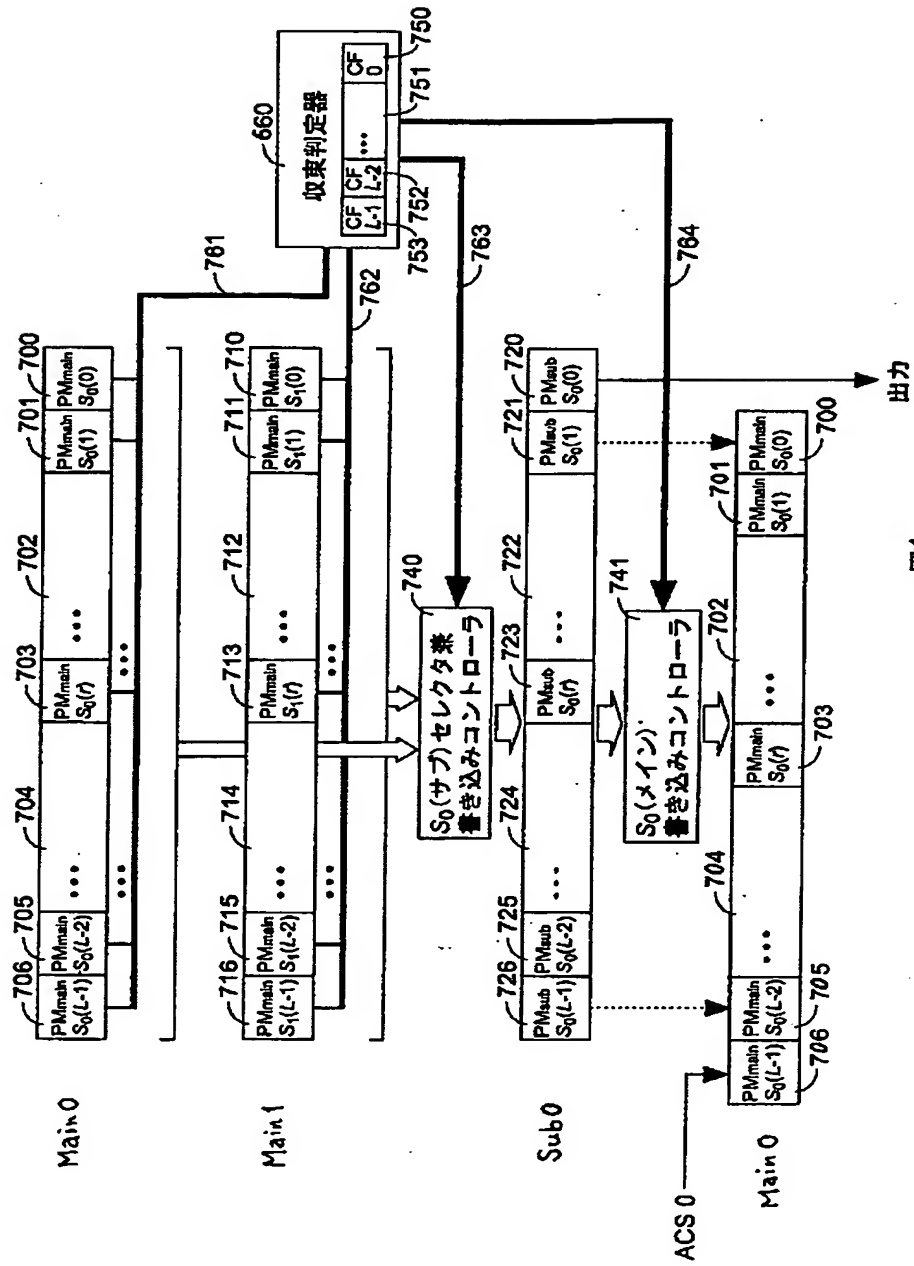 660
収束判定器
CF L-1
CF L-2
...
CF 0
750
751
752
753
761
762
763
764
Main 0
706
705
704
703
702
701
700
PMmain S0(L-1)
PMmain S0(L-2)
...
PMmain S0(r)
...
PMmain S0(1)
PMmain S0(0)
...
...
Main 1
716
715
714
713
712
711
710
PMmain S1(L-1)
PMmain S1(L-2)
...
PMmain S1(r)
...
PMmain S1(1)
PMmain S1(0)
...
...
740
S0(サブ)セレクタ兼
書き込みコントローラ
Sub 0
726
725
724
723
722
721
720
PMsub S0(L-1)
PMsub S0(L-2)
...
PMsub S0(r)
...
PMsub S0(1)
PMsub S0(0)
741
S0(メイン)
書き込みコントローラ
出力
ACS 0
Main 0
704
702
701
PMmain S0(L-1)
PMmain S0(L-2)
...
PMmain S0(r)
...
PMmain S0(1)
PMmain S0(0)
706
705
703
700